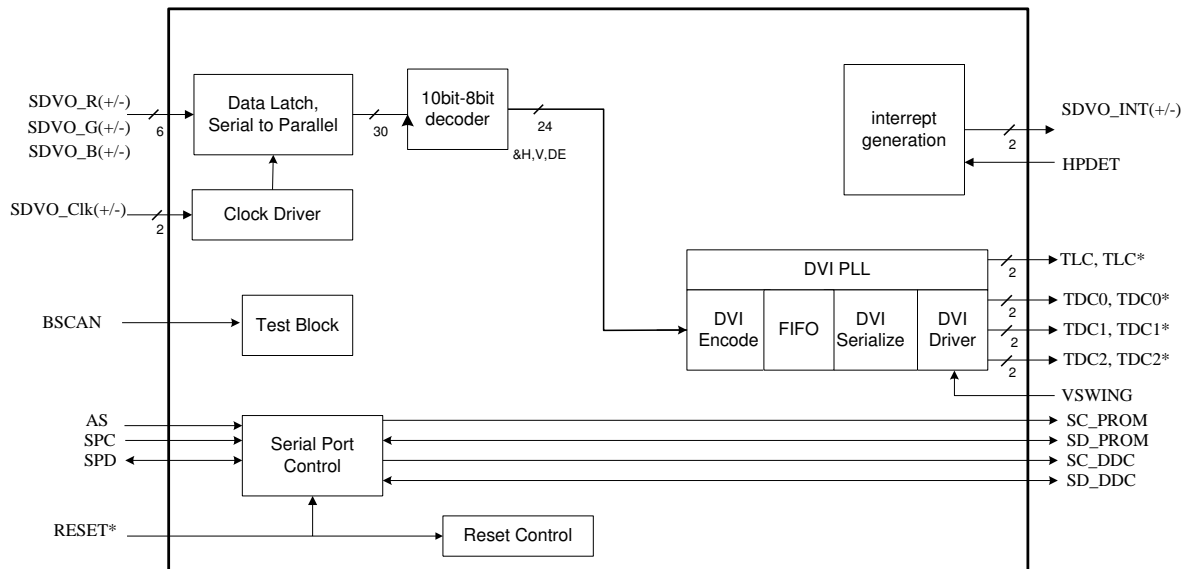 SDVO_R(+/-)
SDVO_G(+/-)
SDVO_B(+/-)
6
Data Latch,
Serial to Parallel
30
10bit-8bit
decoder
24
&H,V,DE
interrept
generation
SDVO_INT(+/-)
2
HPDET
SDVO_Clk(+/-)
2
Clock Driver
BSCAN
Test Block
DVI PLL
DVI
Encode
FIFO
DVI
Serialize
DVI
Driver
TLC, TLC*
2
TDC0, TDC0*
2
TDC1, TDC1*
2
TDC2, TDC2*
2
VSWING
AS
SPC
SPD
Serial Port
Control
SC_PROM
SD_PROM
SC_DDC
SD_DDC
RESET*
Reset Control